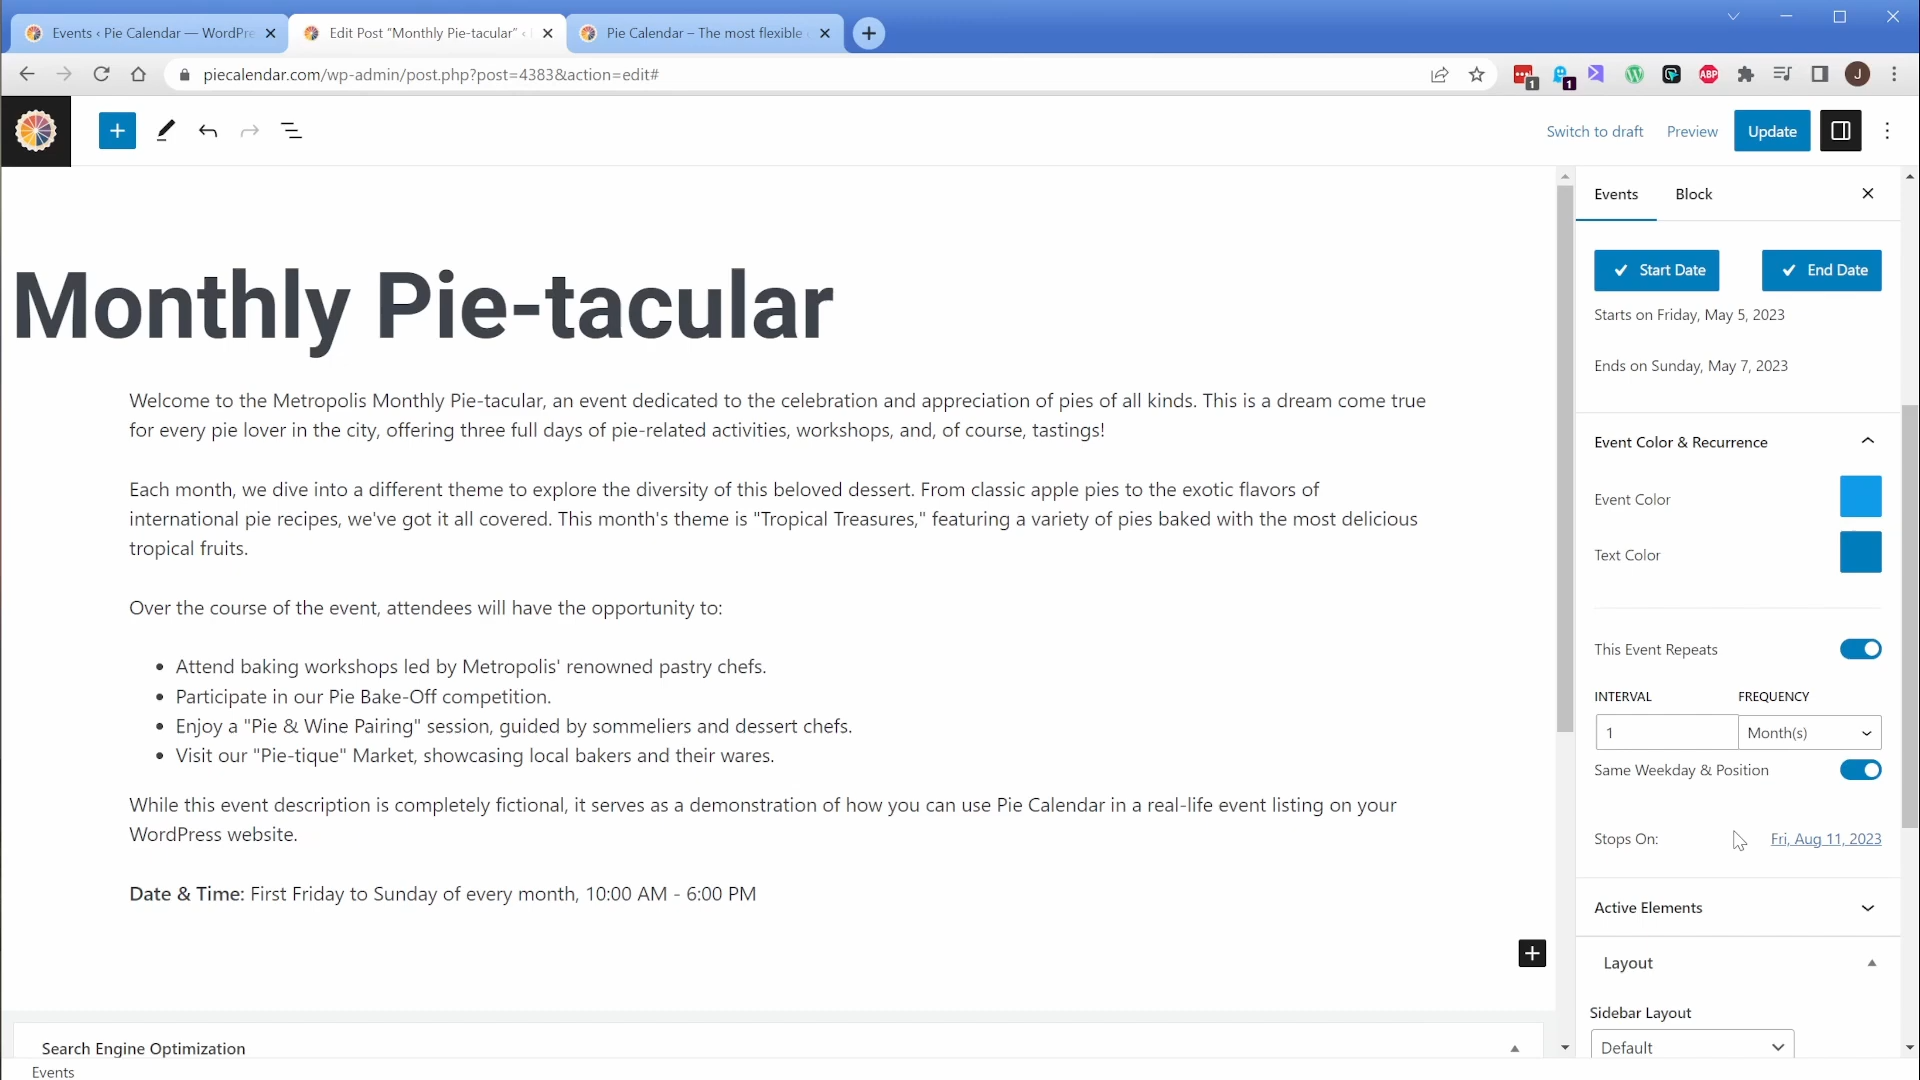 Events ‹ Pie Calendar — WordPre
Edit Post “Monthly Pie-tacular” ‹
Pie Calendar – The most flexible
piecalendar.com/wp-admin/post.php?post=4383&action=edit#
1
1
ABP
J
Switch to draft
Preview
Update
Events
Block
Start Date
End Date
Starts on Friday, May 5, 2023
Ends on Sunday, May 7, 2023
Event Color & Recurrence
Event Color
Text Color
This Event Repeats
INTERVAL
FREQUENCY
1
Month(s)
Same Weekday & Position
Stops On:
Fri, Aug 11, 2023
Active Elements
Layout
Sidebar Layout
Default
Monthly Pie-tacular
Welcome to the Metropolis Monthly Pie-tacular, an event dedicated to the celebration and appreciation of pies of all kinds. This is a dream come true
for every pie lover in the city, offering three full days of pie-related activities, workshops, and, of course, tastings!
Each month, we dive into a different theme to explore the diversity of this beloved dessert. From classic apple pies to the exotic flavors of
international pie recipes, we've got it all covered. This month's theme is "Tropical Treasures," featuring a variety of pies baked with the most delicious
tropical fruits.
Over the course of the event, attendees will have the opportunity to:
• Attend baking workshops led by Metropolis' renowned pastry chefs.
• Participate in our Pie Bake-Off competition.
• Enjoy a "Pie & Wine Pairing" session, guided by sommeliers and dessert chefs.
• Visit our "Pie-tique" Market, showcasing local bakers and their wares.
While this event description is completely fictional, it serves as a demonstration of how you can use Pie Calendar in a real-life event listing on your
WordPress website.
Date & Time: First Friday to Sunday of every month, 10:00 AM - 6:00 PM
Search Engine Optimization
Events